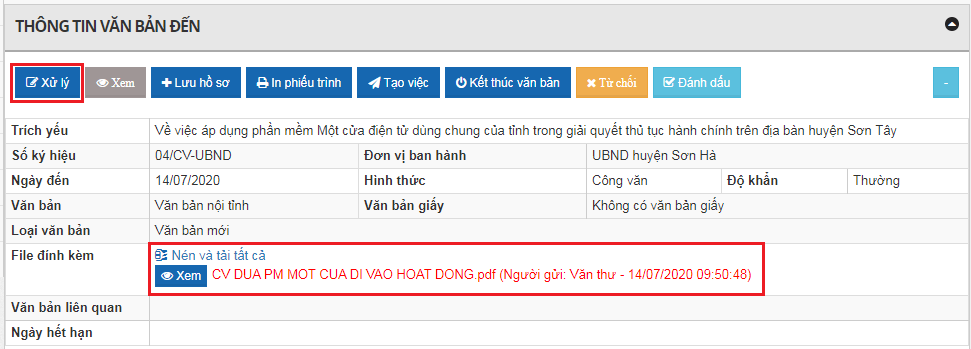 THÔNG TIN VĂN BẢN ĐẾN
Xử lý Xem Lưu hồ sơ In phiếu trình Tạo việc Kết thúc văn bản Từ chối Đánh dấu -
Trích yếu Về việc áp dụng phần mềm Một cửa điện tử dùng chung của tỉnh trong giải quyết thủ tục hành chính trên địa bàn huyện Sơn Tây
Số ký hiệu 04/CV-UBND Đơn vị ban hành UBND huyện Sơn Hà
Ngày đến 14/07/2020 Hình thức Công văn Độ khẩn Thường
Văn bản Văn bản nội tỉnh Văn bản giấy Không có văn bản giấy
Loại văn bản Văn bản mới
File đính kèm Nén và tải tất cả
Xem CV DUA PM MOT CUA DI VAO HOAT DONG.pdf (Người gửi: Văn thư - 14/07/2020 09:50:48)
Văn bản liên quan
Ngày hết hạn